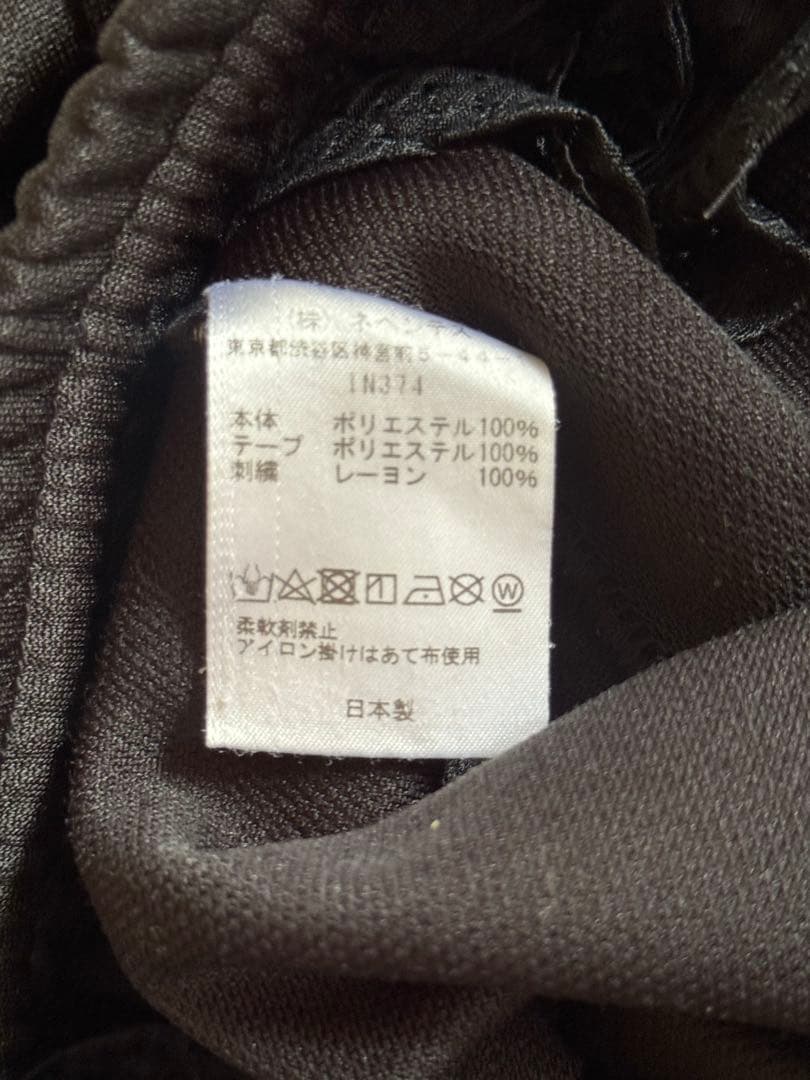 (株) ネペンテス
東京都渋谷区神宮前5-44-
IN374
本体 ポリエステル100%
テープ ポリエステル100%
刺繍 レーヨン 100%
W
柔軟剤禁止
アイロン掛けはあて布使用
日本製